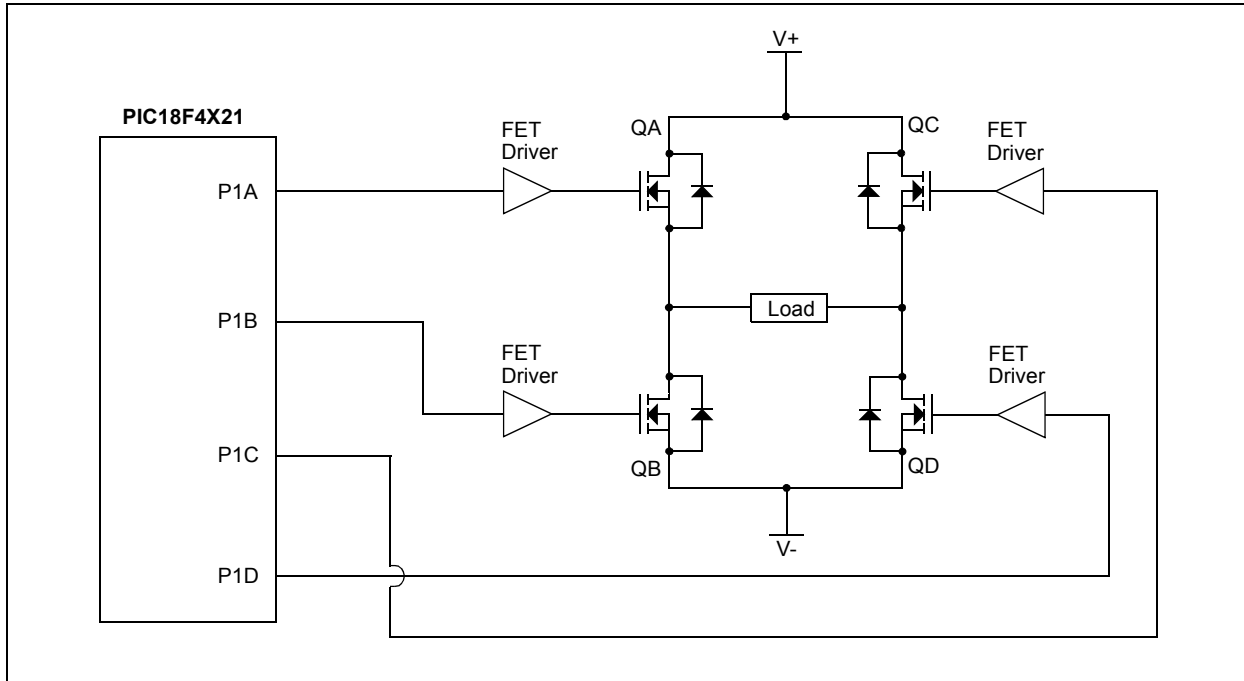 V+
PIC18F4X21
QA
FET
Driver
QC
FET
Driver
P1A
P1B
Load
FET
Driver
FET
Driver
P1C
QB
QD
V-
P1D